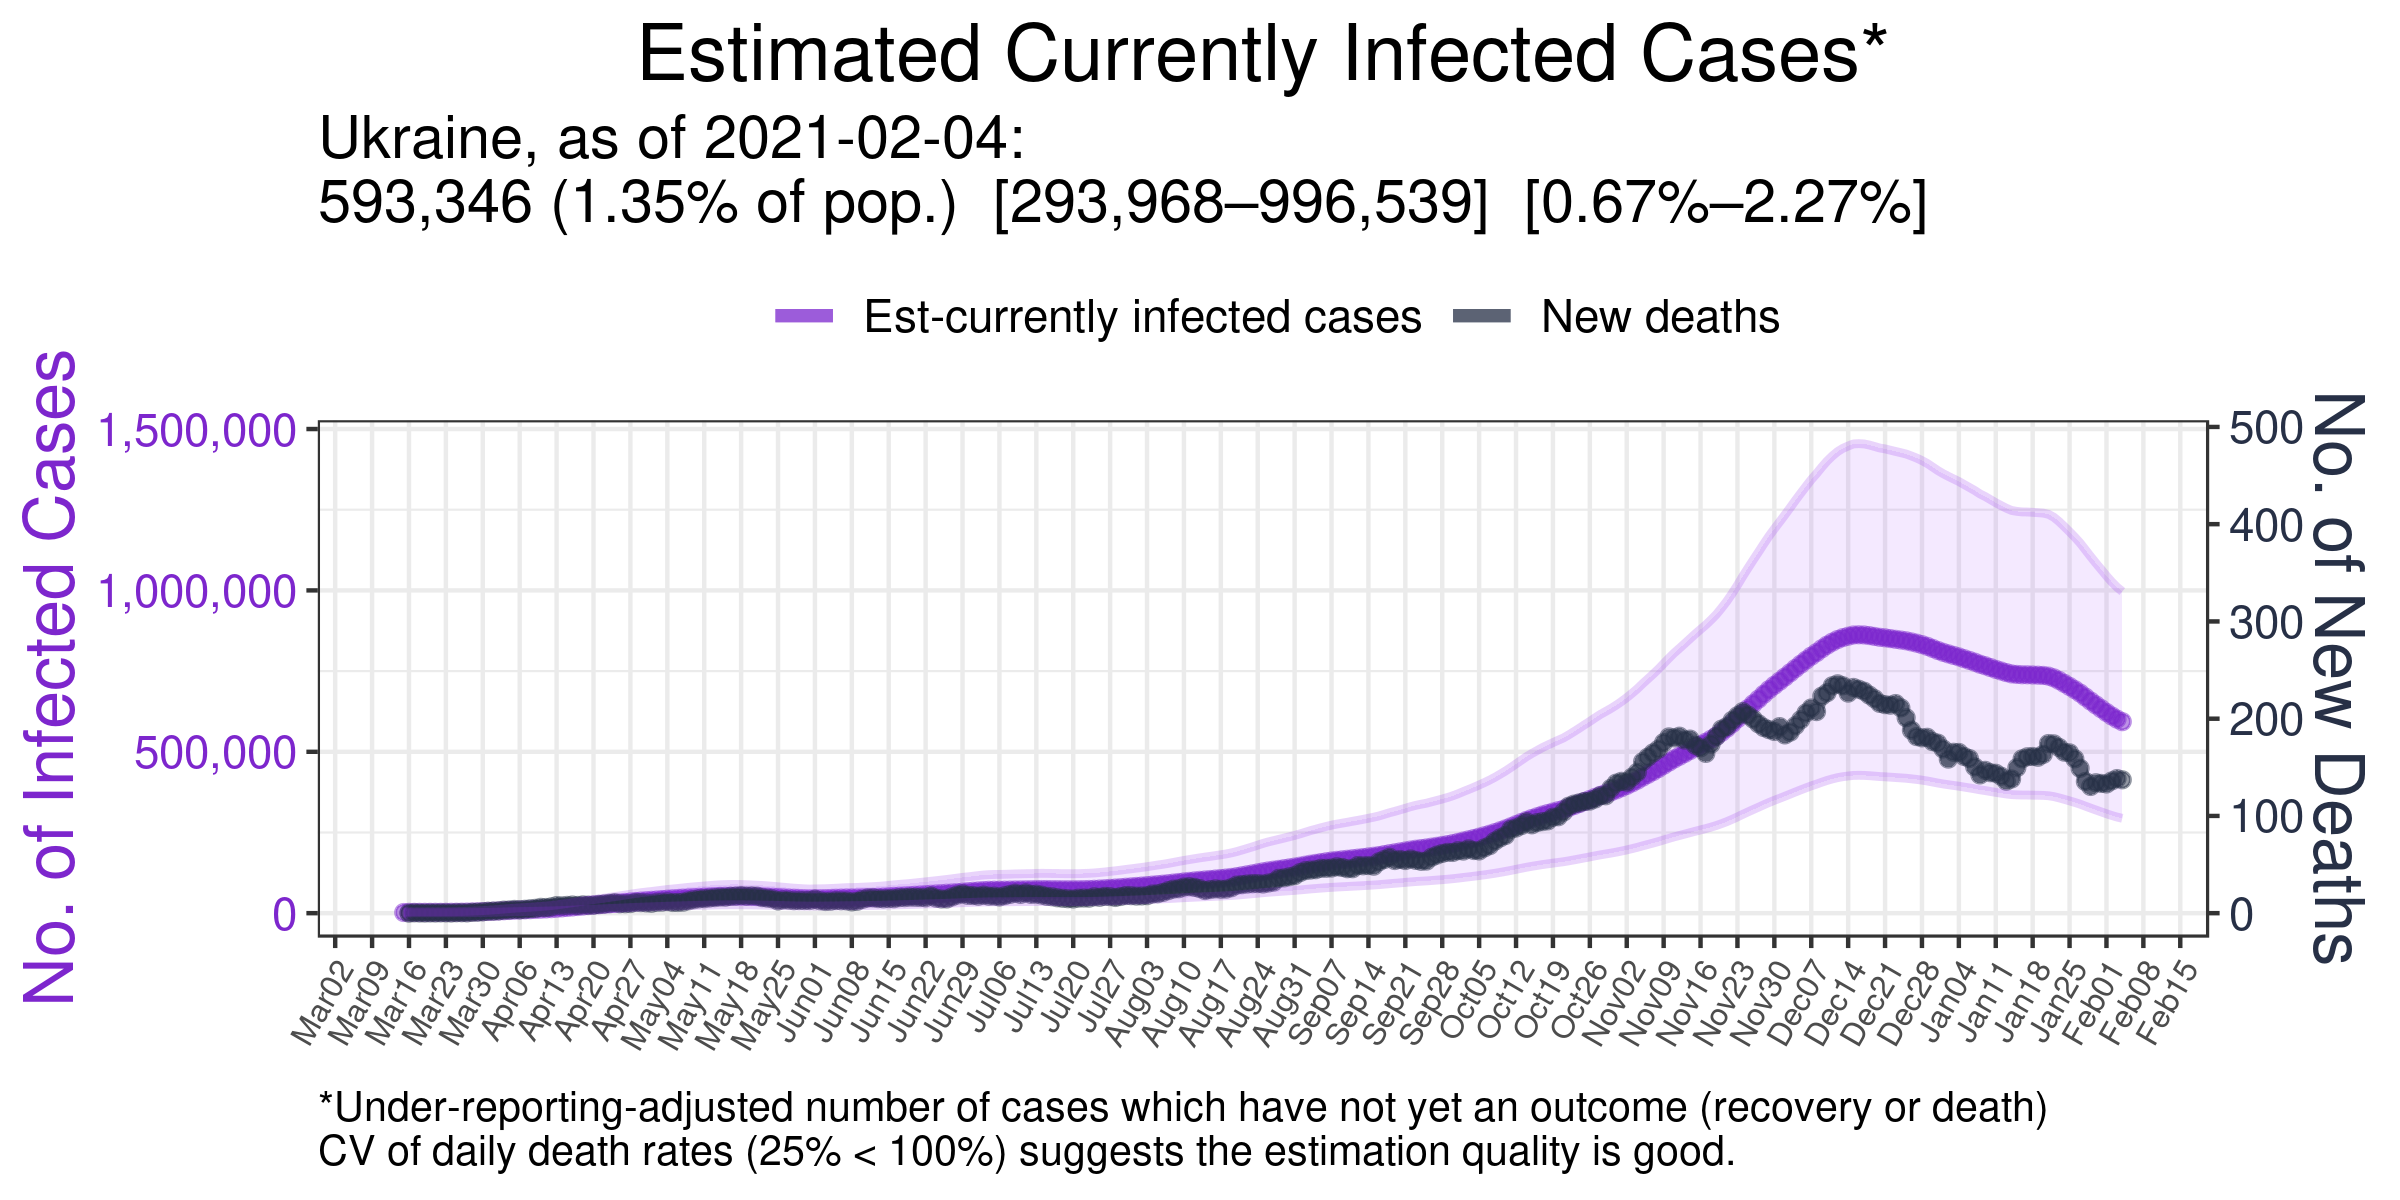 Estimated Currently Infected Cases*
Ukraine, as of 2021-02-04:
593,346 (1.35% of pop.) [293,968–996,539] [0.67%–2.27%]
Est-currently infected cases
New deaths
No. of Infected Cases
1,500,000
1,000,000
500,000
0
500
400
300
200
100
0
No. of New Deaths
Mar02
Mar09
Mar16
Mar23
Mar30
Apr06
Apr13
Apr20
Apr27
May04
May11
May18
May25
Jun01
Jun08
Jun15
Jun22
Jun29
Jul06
Jul13
Jul20
Jul27
Aug03
Aug10
Aug17
Aug24
Aug31
Sep07
Sep14
Sep21
Sep28
Oct05
Oct12
Oct19
Oct26
Nov02
Nov09
Nov16
Nov23
Nov30
Dec07
Dec14
Dec21
Dec28
Jan04
Jan11
Jan18
Jan25
Feb01
Feb08
Feb15
*Under-reporting-adjusted number of cases which have not yet an outcome (recovery or death)
CV of daily death rates (25% < 100%) suggests the estimation quality is good.